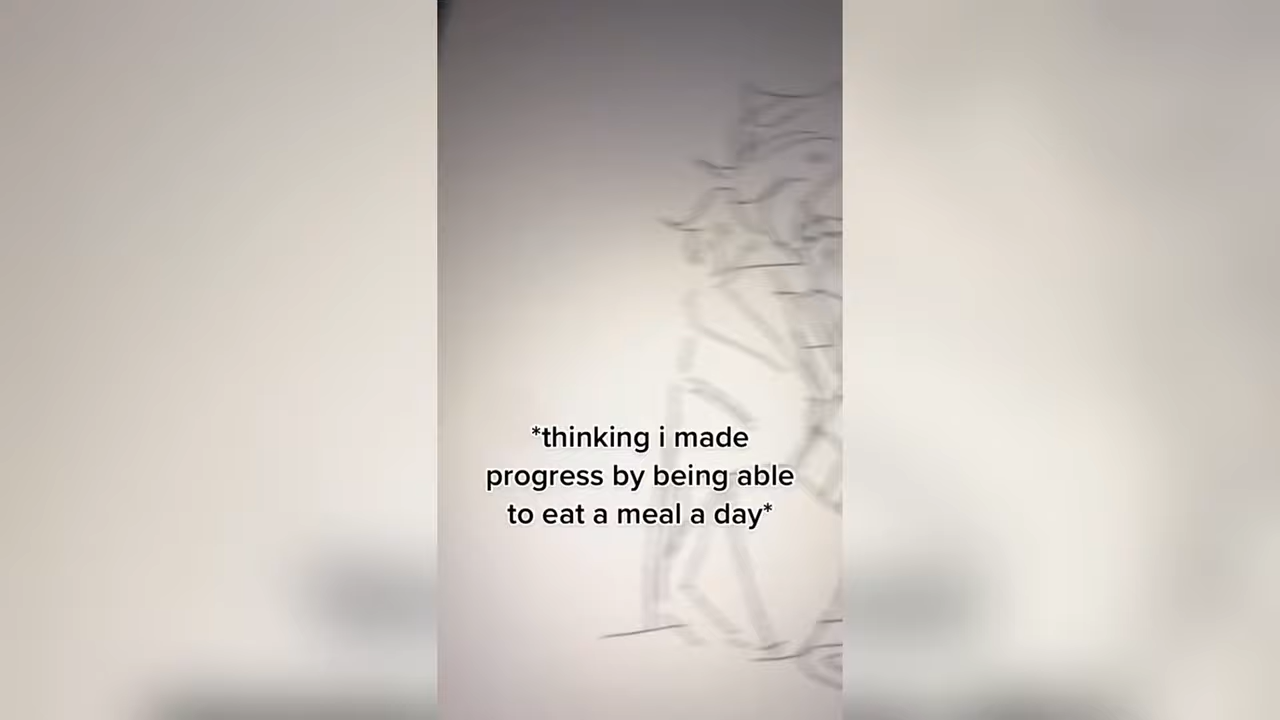 *thinking i made
progress by being able
to eat a meal a day*